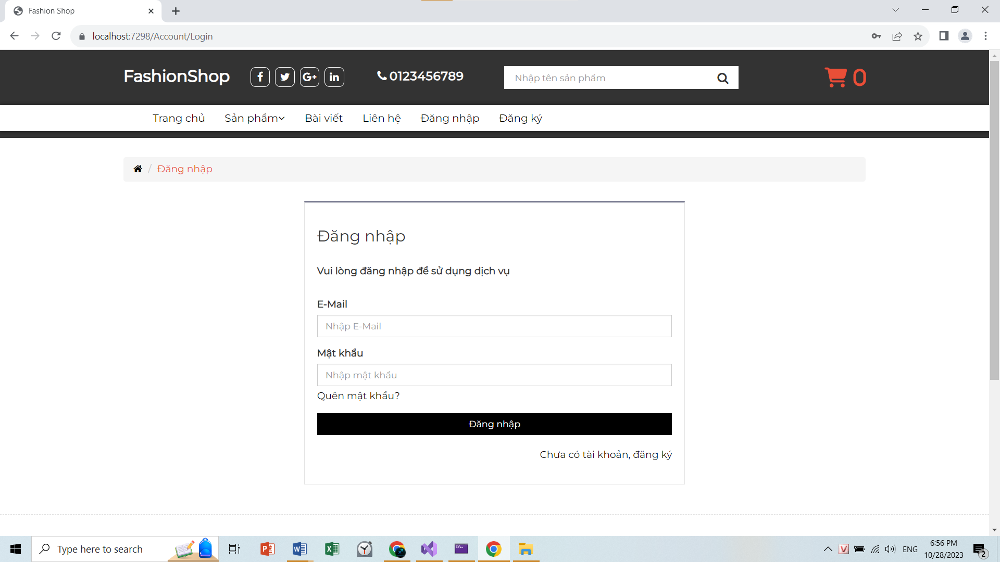 Fashion Shop
localhost:7298/Account/Login
FashionShop
0123456789
Nhập tên sản phẩm
0
Trang chủ Sản phẩm Bài viết Liên hệ Đăng nhập Đăng ký
/ Đăng nhập
Đăng nhập
Vui lòng đăng nhập để sử dụng dịch vụ
E-Mail
Nhập E-Mail
Mật khẩu
Nhập mật khẩu
Quên mật khẩu?
Đăng nhập
Chưa có tài khoản, đăng ký
Type here to search
ENG
6:56 PM
10/28/2023
2